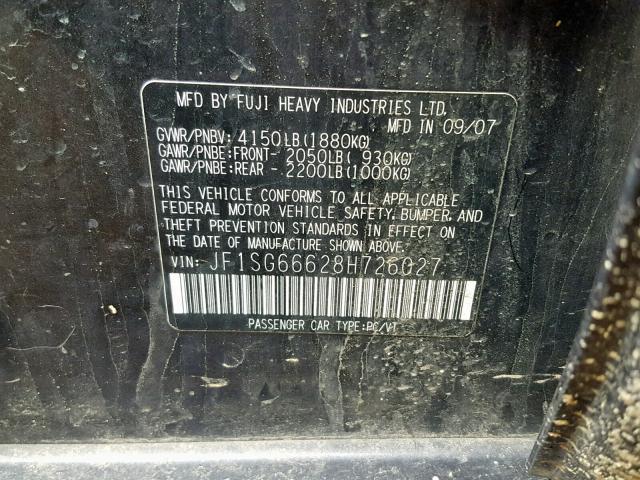 MFD BY FUJI HEAVY INDUSTRIES LTD.
MFD IN 09/07
GVWR/PNBV: 4150LB(1880KG)
GAWR/PNBE:FRONT- 2050LB( 930KG)
GAWR/PNBE:REAR - 2200LB(1000KG)
THIS VEHICLE CONFORMS TO ALL APPLICABLE
FEDERAL MOTOR VEHICLE SAFETY, BUMPER, AND
THEFT PREVENTION STANDARDS IN EFFECT ON
THE DATE OF MANUFACTURE SHOWN ABOVE.
VIN: JF1SG66628H726027
PASSENGER CAR TYPE:PC/VT